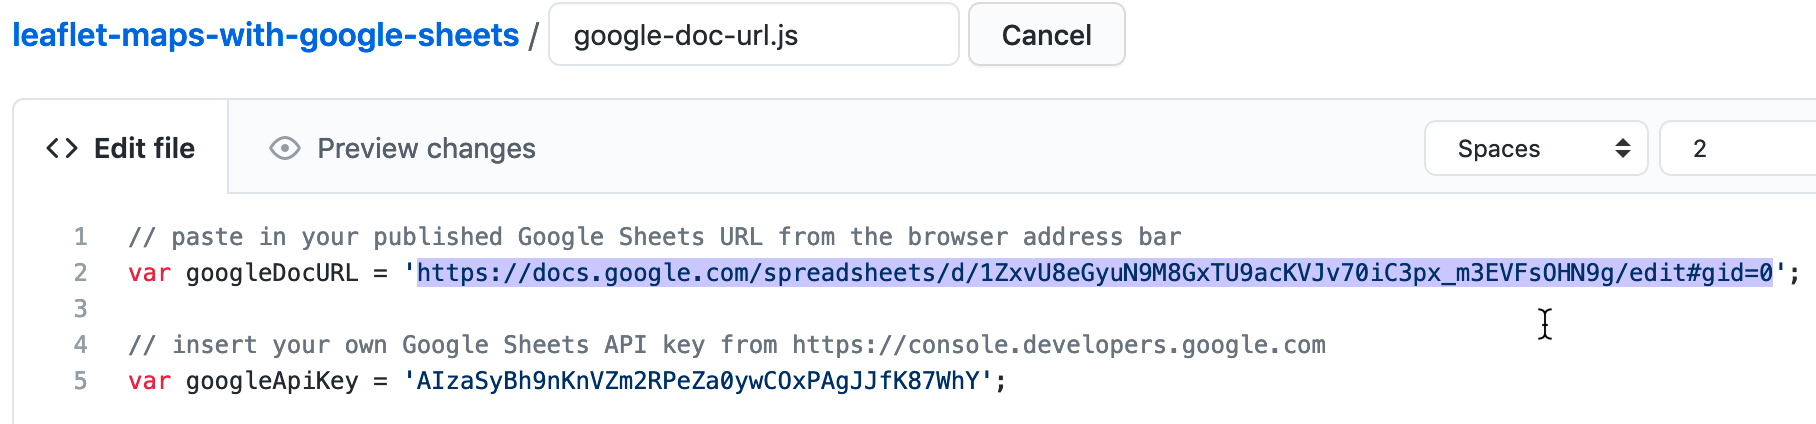 leaflet-maps-with-google-sheets / google-doc-url.js Cancel
<> Edit file Preview changes Spaces 2
1 // paste in your published Google Sheets URL from the browser address bar
2 var googleDocURL = 'https://docs.google.com/spreadsheets/d/1ZxvU8eGyuN9M8GxTU9acKVJv70iC3px_m3EVFsOHN9g/edit#gid=0';
3
4 // insert your own Google Sheets API key from https://console.developers.google.com
5 var googleApiKey = 'AIzaSyBh9nKnVZm2RPeZa0ywCOxPAgJJfK87WhY';